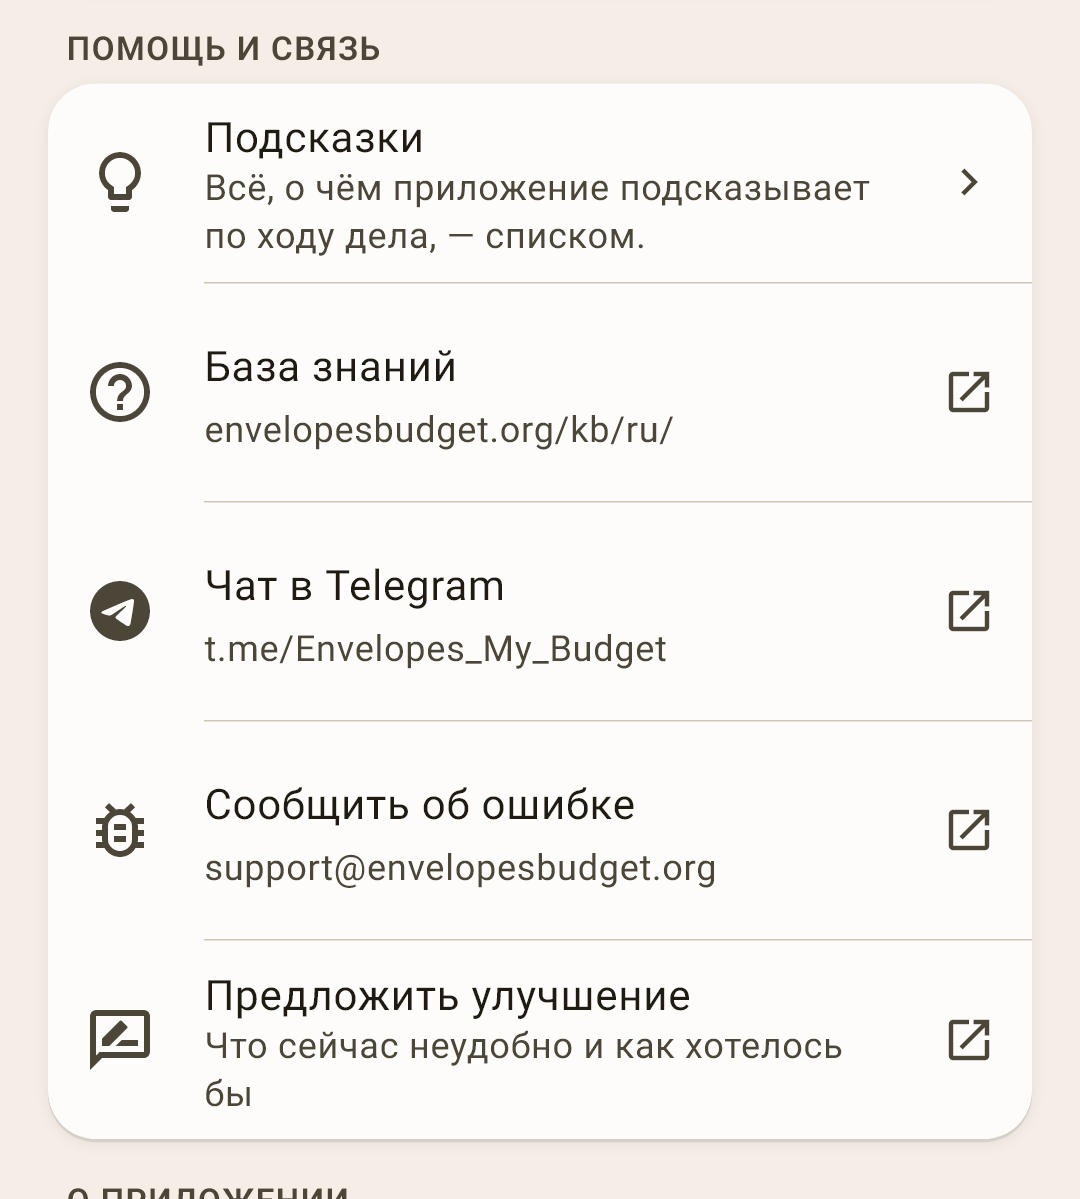 ПОМОЩЬ И СВЯЗЬ
Подсказки
Всё, о чём приложение подсказывает
по ходу дела, — списком.
База знаний
envelopesbudget.org/kb/ru/
Чат в Telegram
t.me/Envelopes_My_Budget
Сообщить об ошибке
support@envelopesbudget.org
Предложить улучшение
Что сейчас неудобно и как хотелось
бы
О ПРИЛОЖЕНИИ